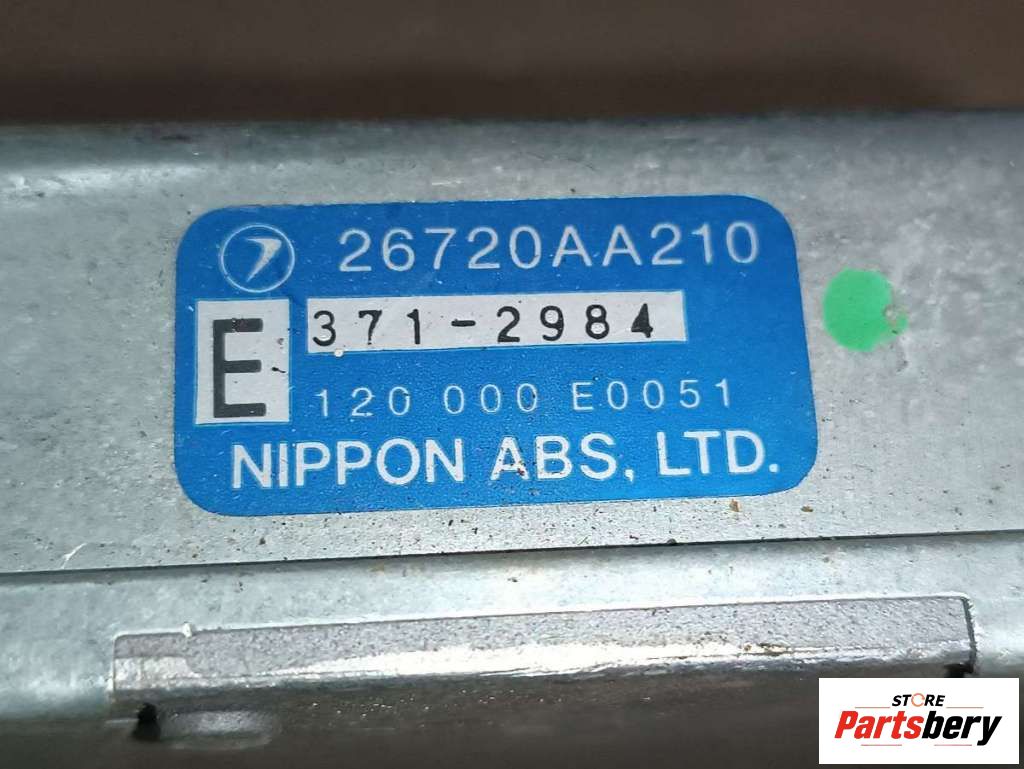 26720AA210
E
371-2984
120 000 E0051
NIPPON ABS, LTD.
STORE
Partsbery